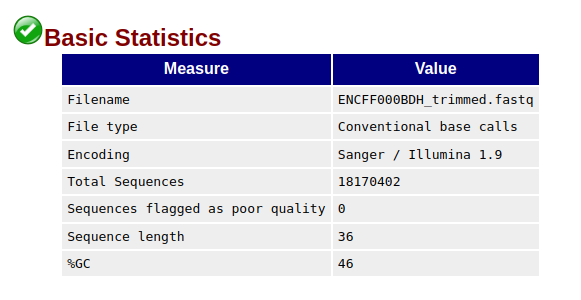 Basic Statistics
Measure Value
Filename ENCFF000BDH_trimmed.fastq
File type Conventional base calls
Encoding Sanger / Illumina 1.9
Total Sequences 18170402
Sequences flagged as poor quality 0
Sequence length 36
%GC 46